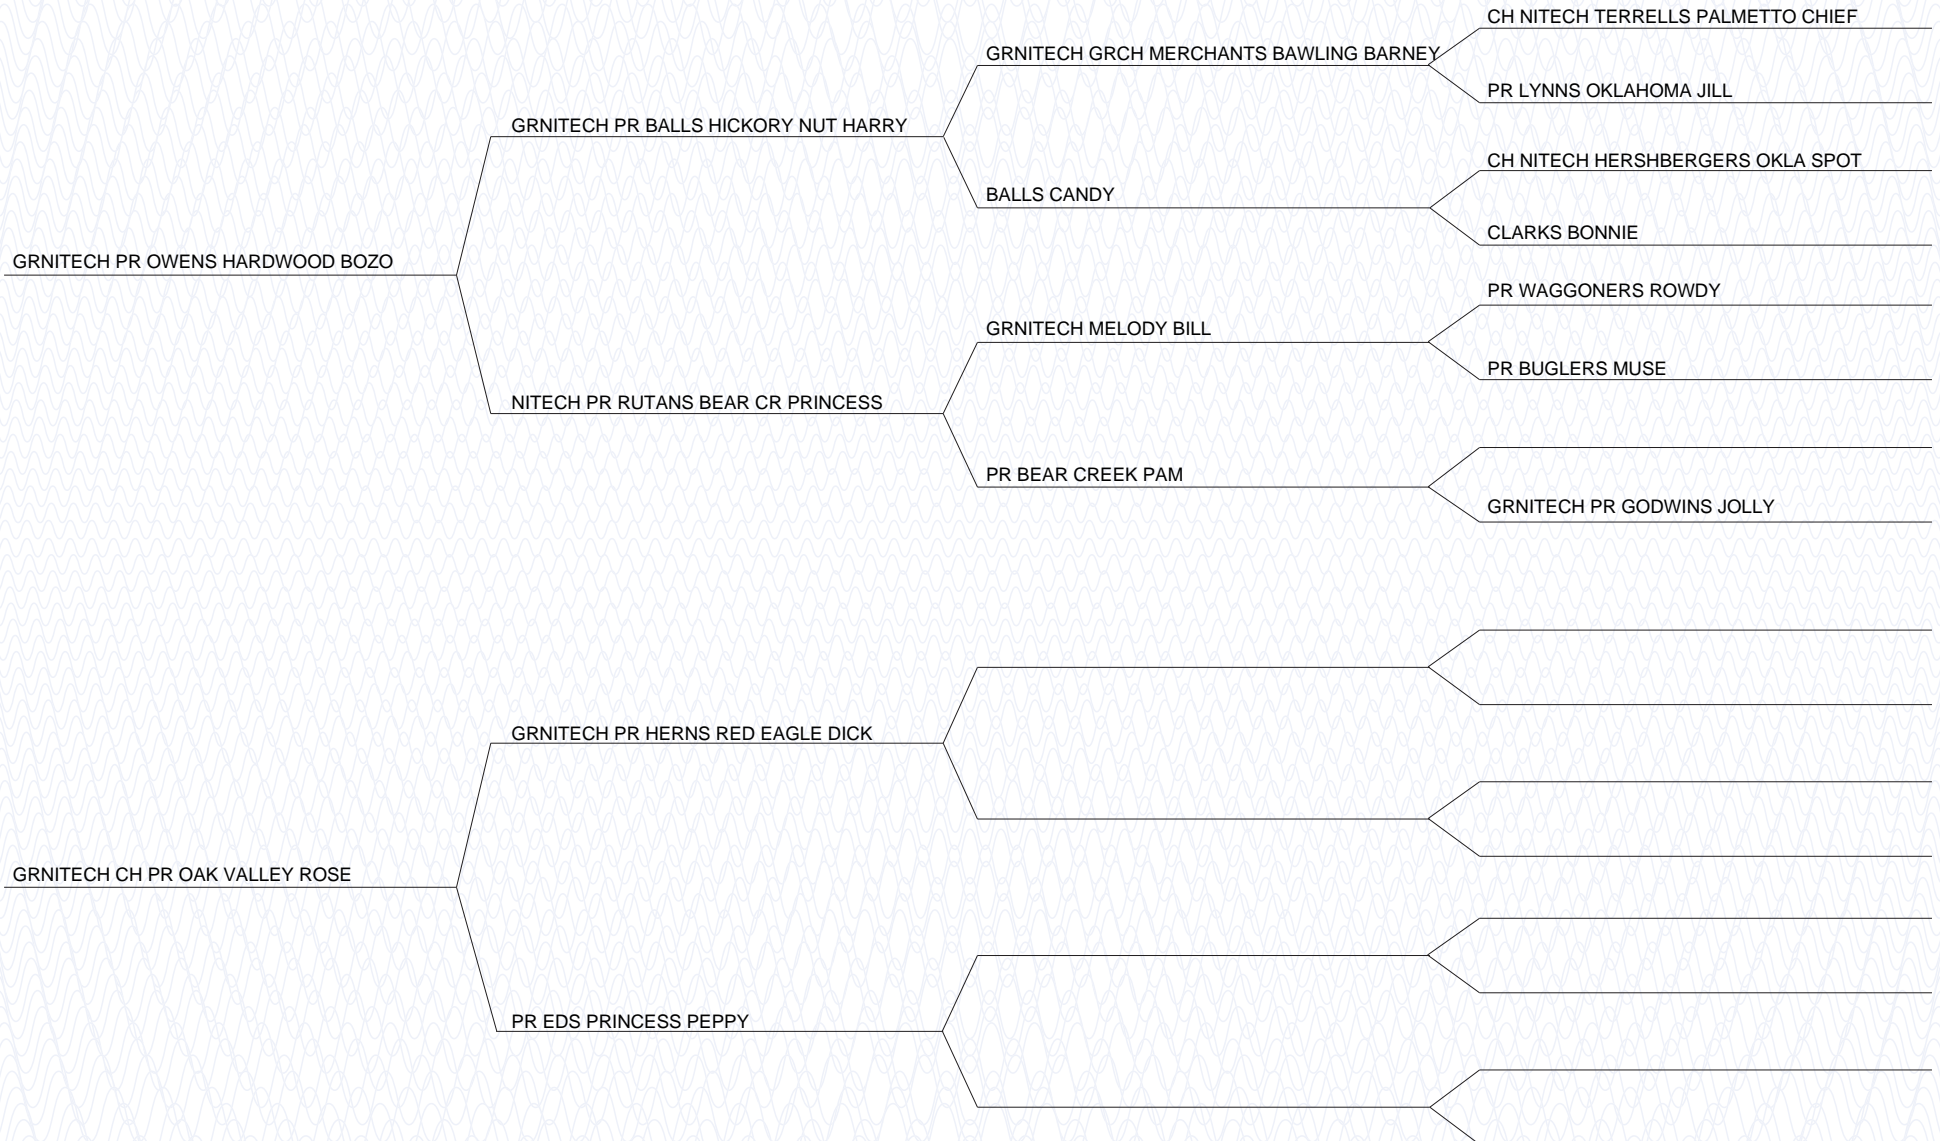 CH NITECH TERRELLS PALMETTO CHIEF
GRNITECH GRCH MERCHANTS BAWLING BARNEY
PR LYNNS OKLAHOMA JILL
GRNITECH PR BALLS HICKORY NUT HARRY
CH NITECH HERSHBERGERS OKLA SPOT
BALLS CANDY
CLARKS BONNIE
GRNITECH PR OWENS HARDWOOD BOZO
PR WAGGONERS ROWDY
GRNITECH MELODY BILL
PR BUGLERS MUSE
NITECH PR RUTANS BEAR CR PRINCESS
PR BEAR CREEK PAM
GRNITECH PR GODWINS JOLLY
GRNITECH PR HERNS RED EAGLE DICK
GRNITECH CH PR OAK VALLEY ROSE
PR EDS PRINCESS PEPPY